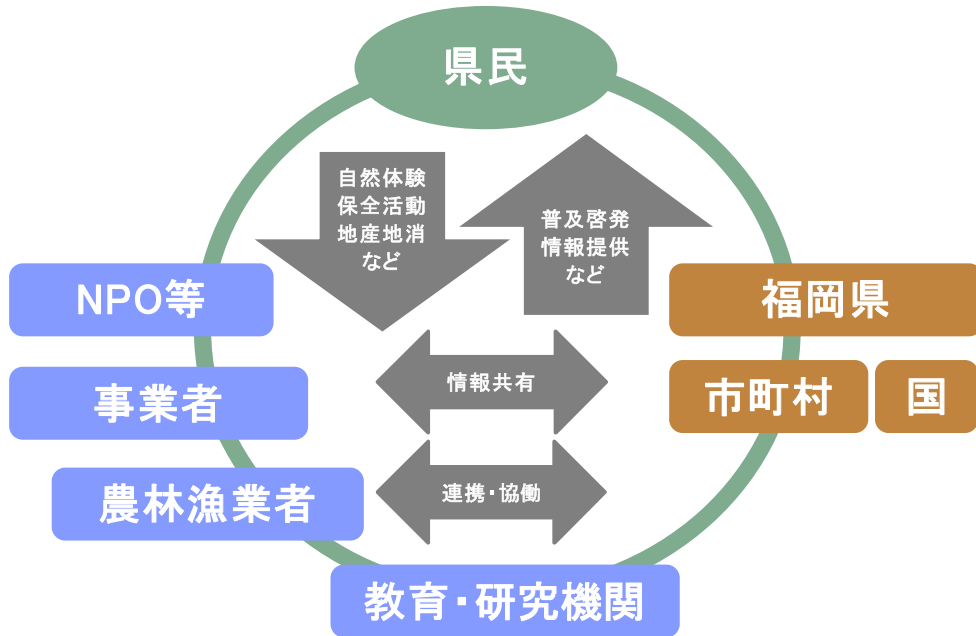 県民
自然体験
保全活動
地産地消
など
普及啓発
情報提供
など
NPO等
福岡県
事業者
情報共有
市町村
国
農林漁業者
連携・協働
教育・研究機関